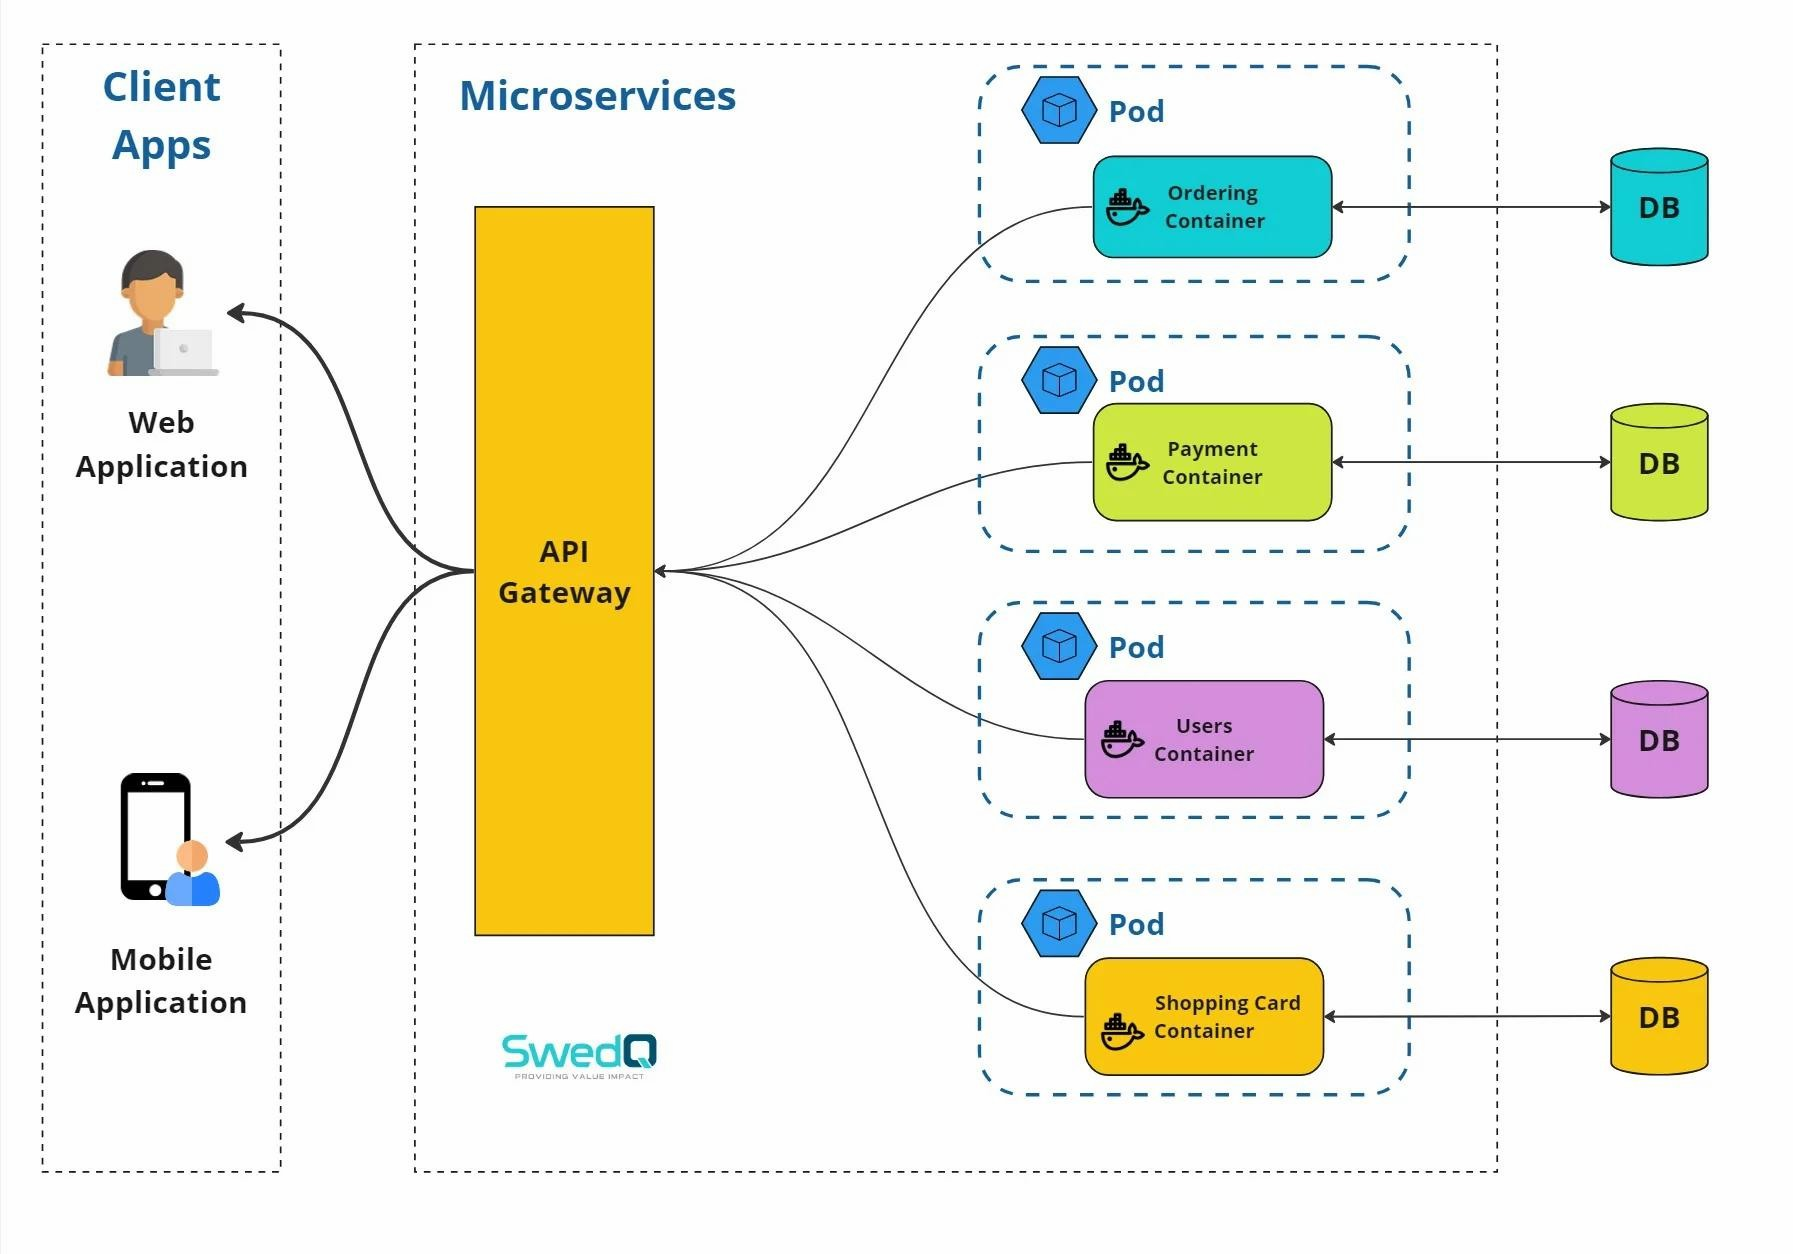 Client
Apps
Web
Application
Mobile
Application
Microservices
API
Gateway
SwedQ
PROVIDING VALUE IMPACT
Pod
Ordering
Container
DB
Pod
Payment
Container
DB
Pod
Users
Container
DB
Pod
Shopping Card
Container
DB